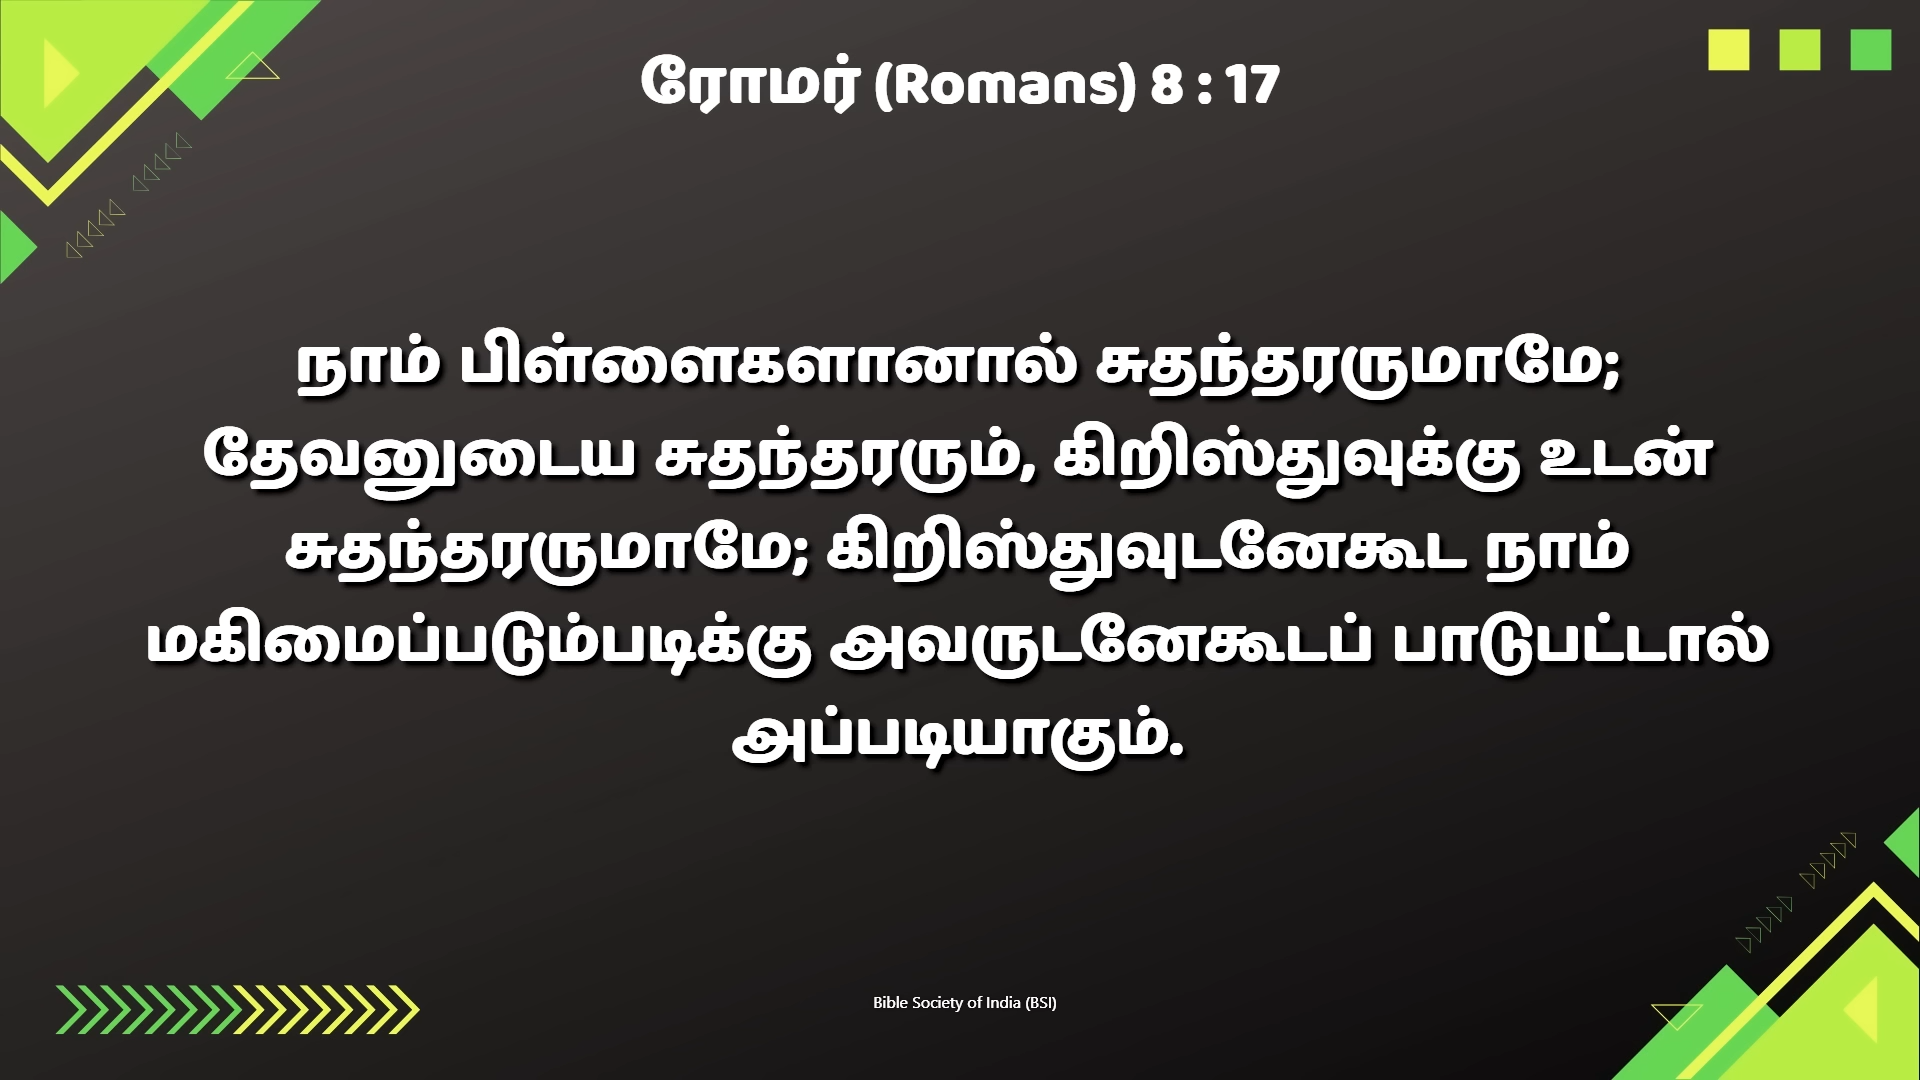 ரோமர் (Romans) 8 : 17
நாம் பிள்ளைகளானால் சுதந்தரருமாமே;
தேவனுடைய சுதந்தரரும், கிறிஸ்துவுக்கு உடன்
சுதந்தரருமாமே; கிறிஸ்துவுடனேகூட நாம்
மகிமைப்படும்படிக்கு அவருடனேகூடப் பாடுபட்டால்
அப்படியாகும்.
Bible Society of India (BSI)